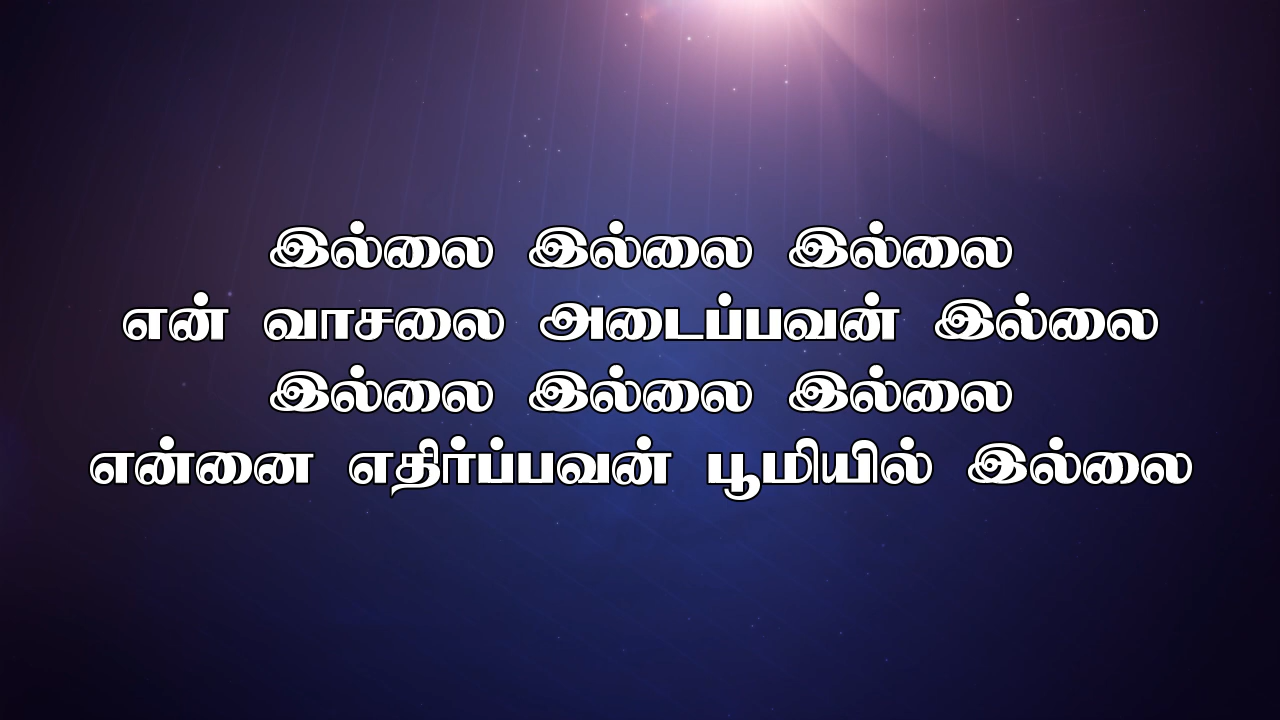 இல்லை இல்லை இல்லை
என் வாசலை அடைப்பவன் இல்லை
இல்லை இல்லை இல்லை
என்னை எதிர்ப்பவன் பூமியில் இல்லை